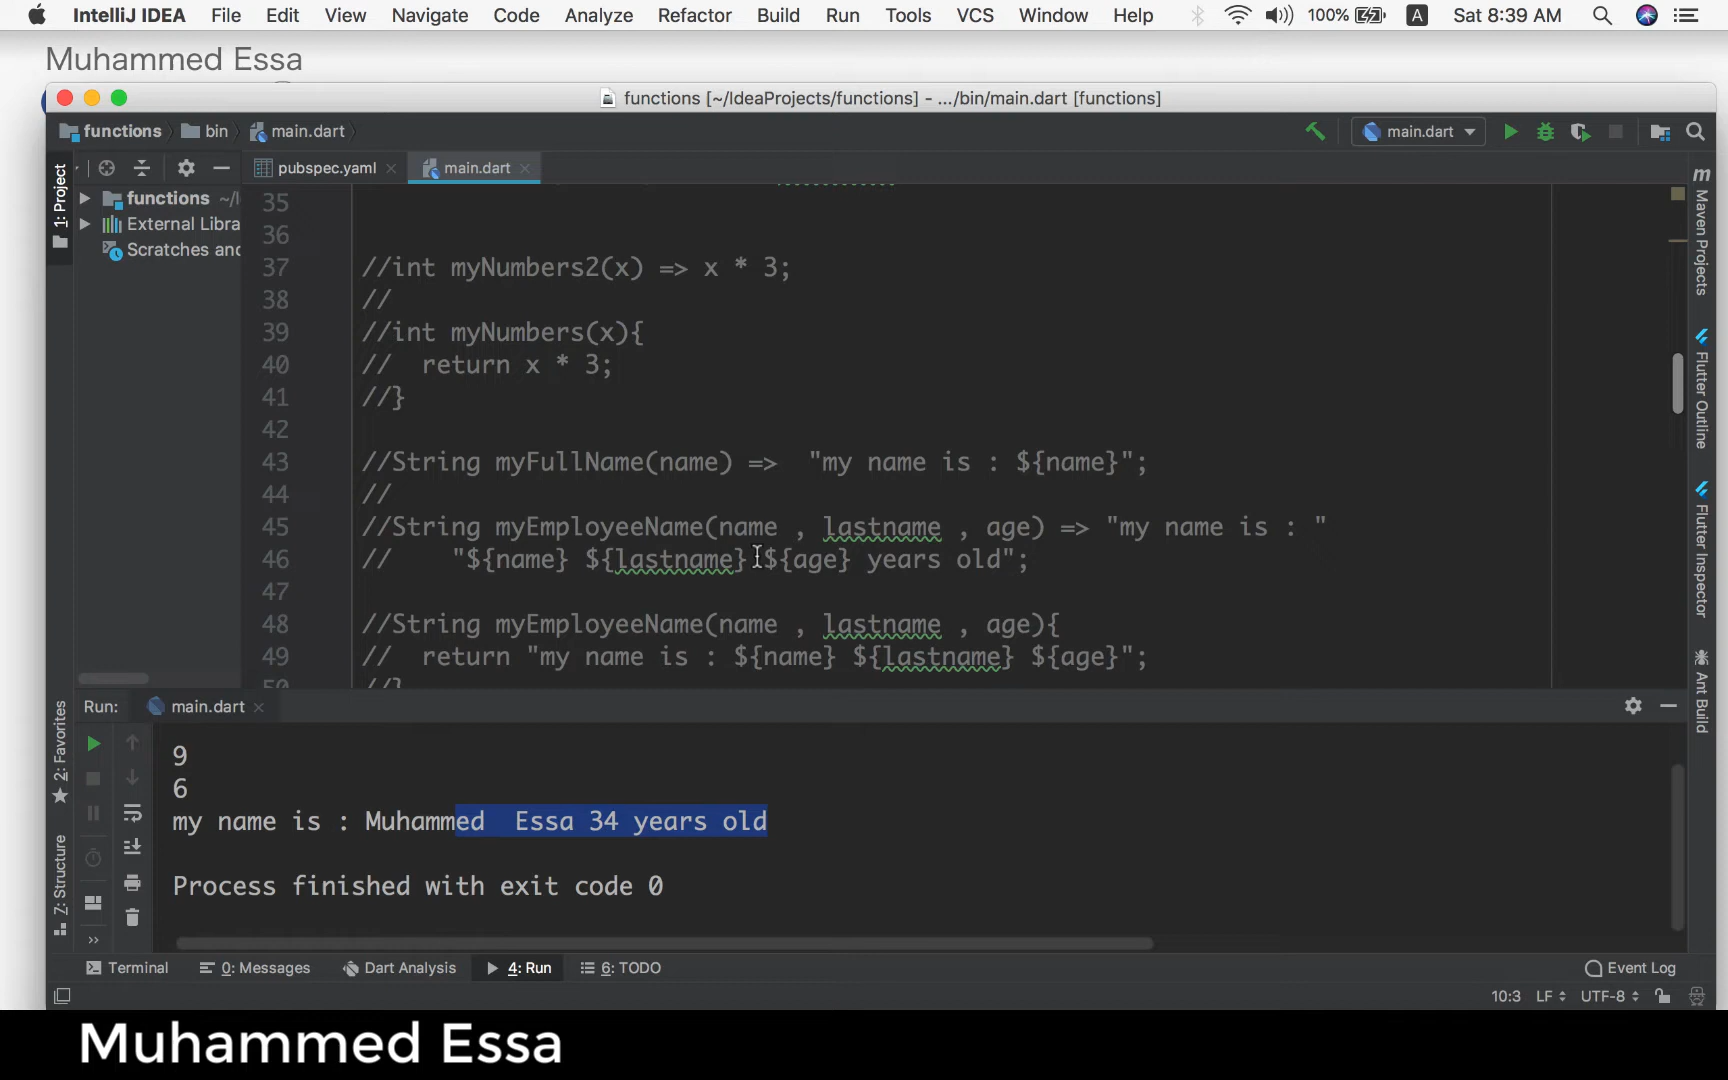 IntelliJ IDEA File Edit View Navigate Code Analyze Refactor Build Run Tools VCS Window Help 100% A Sat 8:39 AM
Muhammed Essa
functions [~/IdeaProjects/functions] - .../bin/main.dart [functions]
functions bin main.dart main.dart
pubspec.yaml main.dart
1: Project
functions ~/I
External Libra
Scratches and
35
36
37 //int myNumbers2(x) => x * 3;
38 //
39 //int myNumbers(x){
40 //  return x * 3;
41 //}
42
43 //String myFullName(name) =>  "my name is : ${name}";
44 //
45 //String myEmployeeName(name , lastname , age) => "my name is : "
46 //    "${name} ${lastname} ${age} years old";
47
48 //String myEmployeeName(name , lastname , age){
49 //  return "my name is : ${name} ${lastname} ${age}";
50 //}
m Maven Projects
Flutter Outline
Flutter Inspector
Ant Build
2: Favorites
Z: Structure
Run: main.dart
9
6
my name is : Muhammed  Essa 34 years old
Process finished with exit code 0
Terminal 0: Messages Dart Analysis 4: Run 6: TODO Event Log
10:3 LF UTF-8
Muhammed Essa